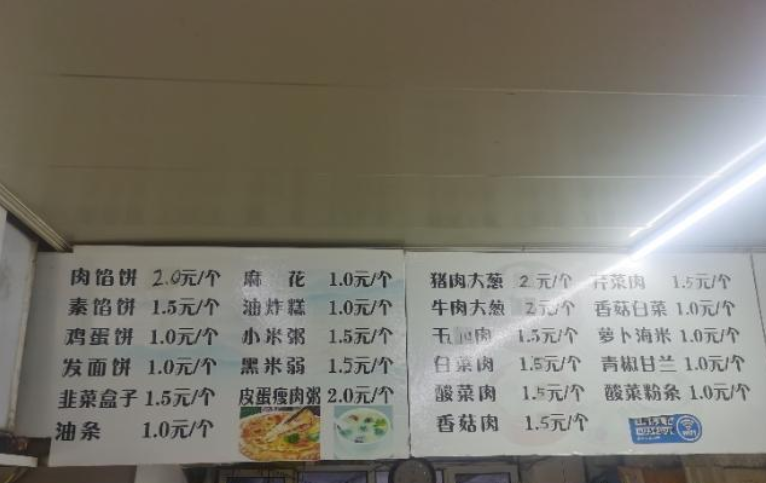 肉馅饼 2.0元/个
素馅饼 1.5元/个
鸡蛋饼 1.0元/个
发面饼 1.0元/个
韭菜盒子 1.5元/个
油条 1.0元/个
麻花 1.0元/个
油炸糕 1.0元/个
小米粥 1.5元/个
黑米弱 1.5元/个
皮蛋瘦肉粥 2.0元/个
猪肉大葱 2元/个
牛肉大葱 2元/个
肉 1.5元/个
白菜肉 1.5元/个
酸菜肉 1.5元/个
香菇肉 1.5元/个
芹菜肉 1.5元/个
香菇白菜 1.0元/个
萝卜海米 1.0元/个
青椒甘兰 1.0元/个
酸菜粉条 1.0元/个